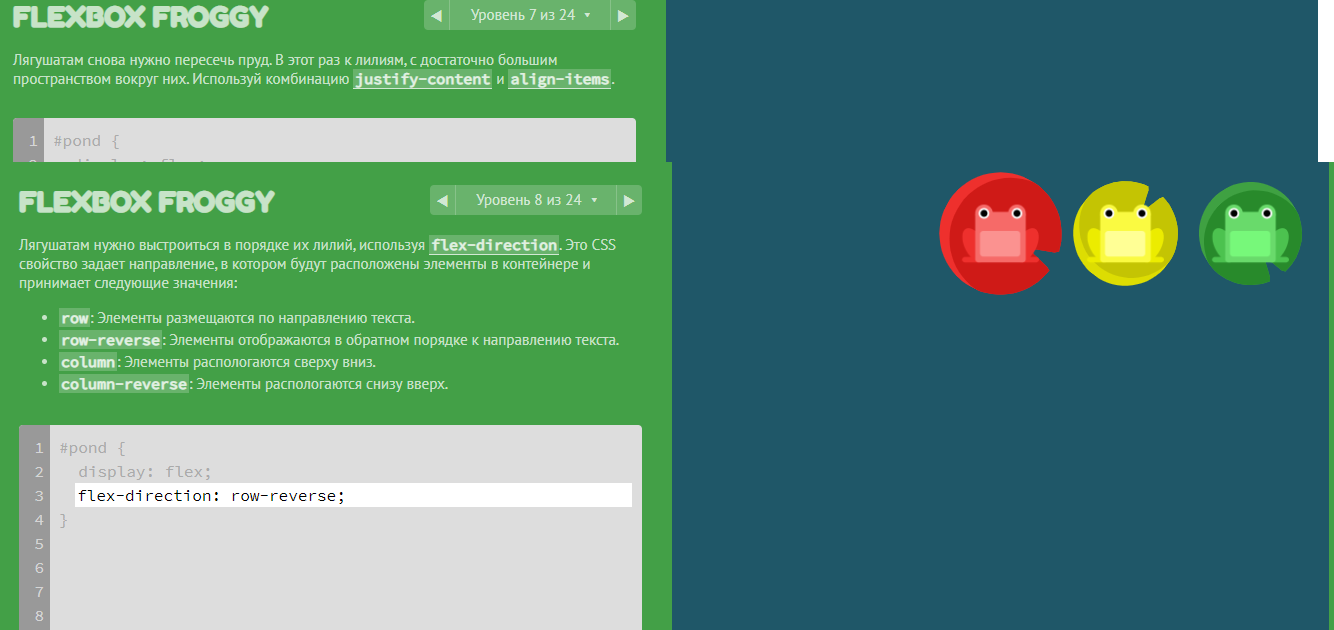 FLEXBOX FROGGY
◀ Уровень 7 из 24 ▾ ▶
Лягушатам снова нужно пересечь пруд. В этот раз к лилиям, с достаточно большим
пространством вокруг них. Используй комбинацию justify-content и align-items.
1 #pond {
2 display: flex;
FLEXBOX FROGGY
◀ Уровень 8 из 24 ▾ ▶
Лягушатам нужно выстроиться в порядке их лилий, используя flex-direction. Это CSS
свойство задает направление, в котором будут расположены элементы в контейнере и
принимает следующие значения:
• row: Элементы размещаются по направлению текста.
• row-reverse: Элементы отображаются в обратном порядке к направлению текста.
• column: Элементы распологаются сверху вниз.
• column-reverse: Элементы распологаются снизу вверх.
1 #pond {
2 display: flex;
3 flex-direction: row-reverse;
4 }
5
6
7
8